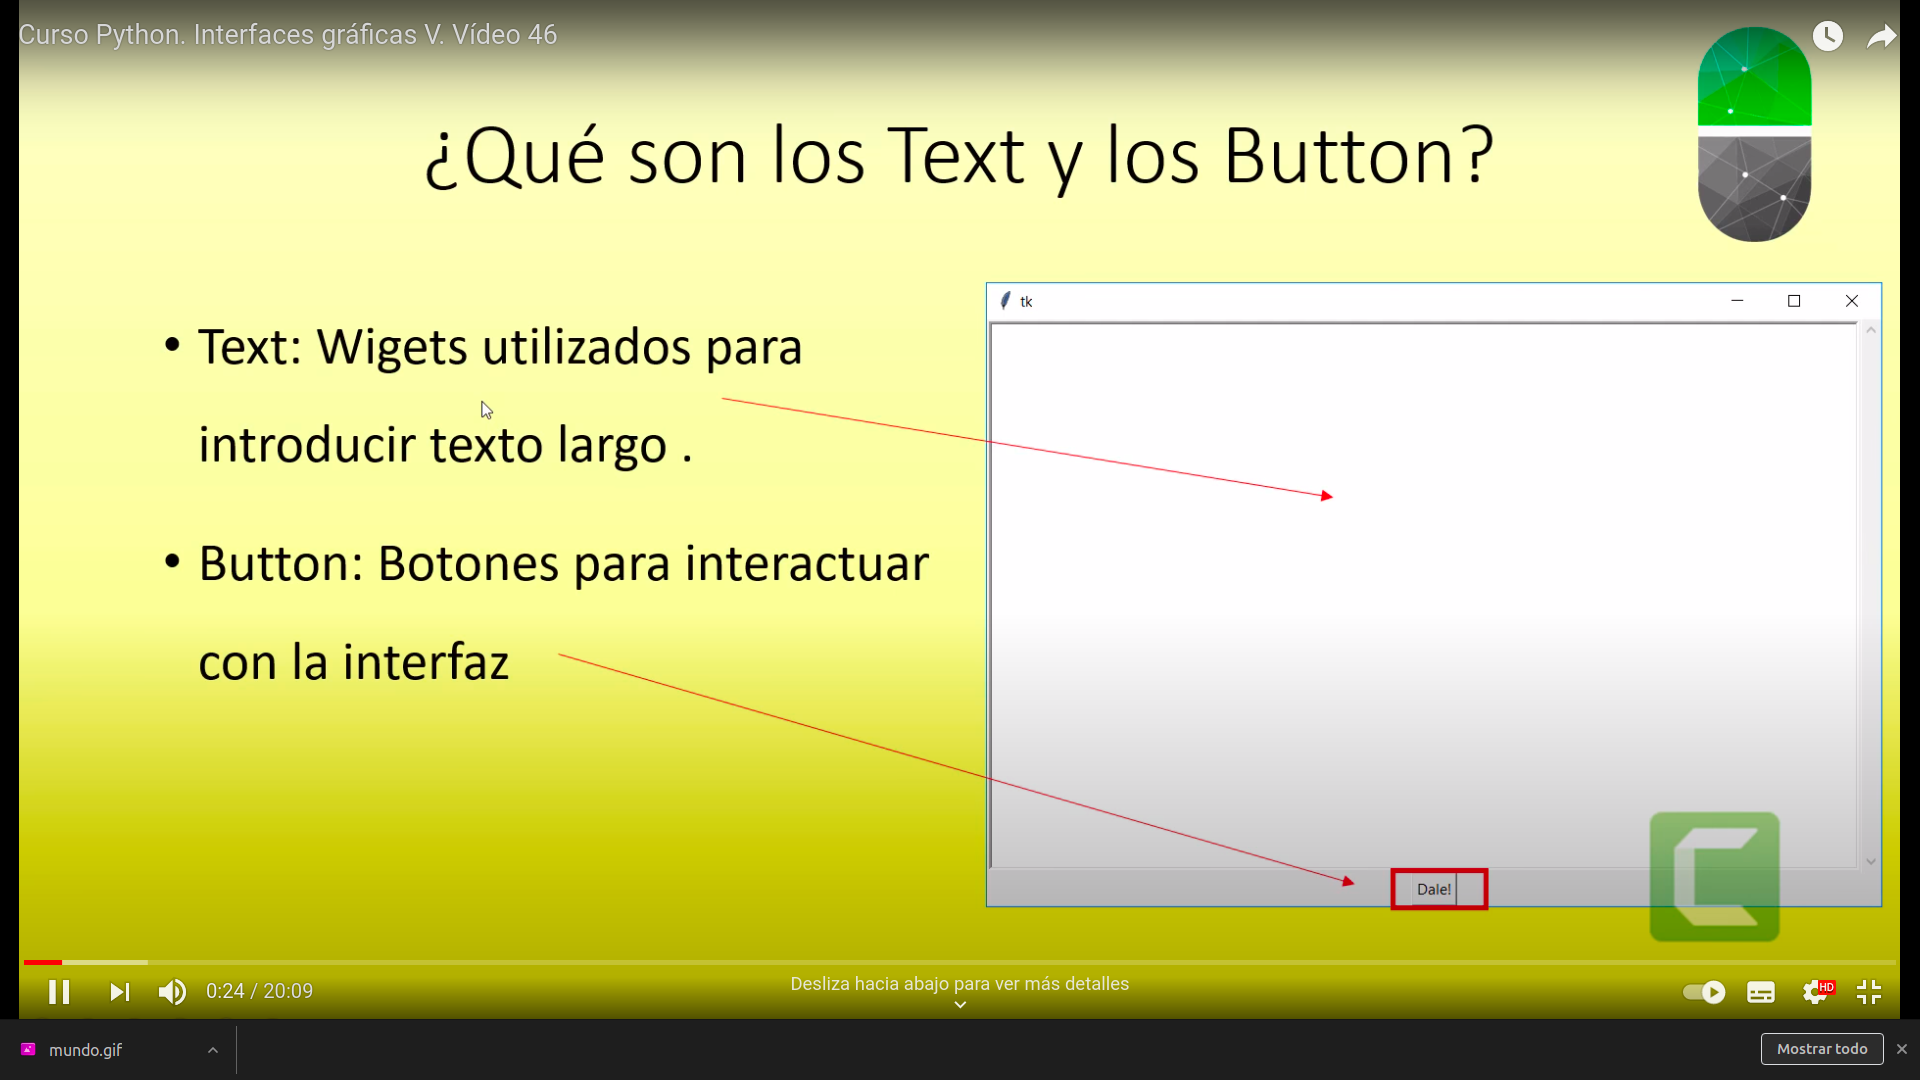 Curso Python. Interfaces gráficas V. Vídeo 46
¿Qué son los Text y los Button?
• Text: Wigets utilizados para
introducir texto largo .
• Button: Botones para interactuar
con la interfaz
tk
Dale!
0:24 / 20:09
Desliza hacia abajo para ver más detalles
HD
mundo.gif
Mostrar todo